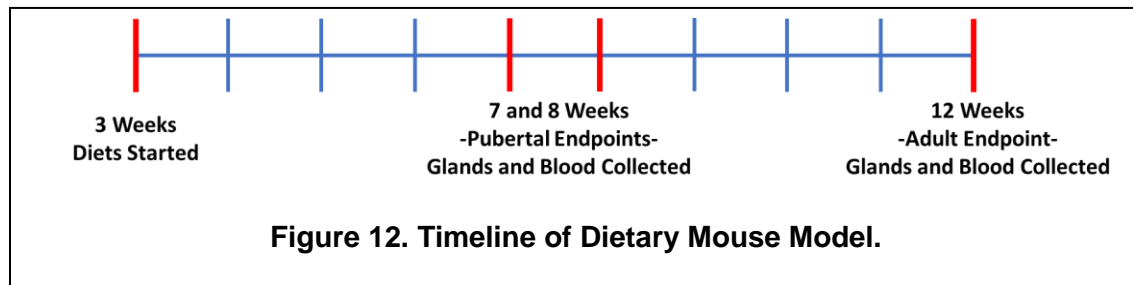 3 Weeks
Diets Started
7 and 8 Weeks
-Pubertal Endpoints-
Glands and Blood Collected
12 Weeks
-Adult Endpoint-
Glands and Blood Collected
Figure 12. Timeline of Dietary Mouse Model.